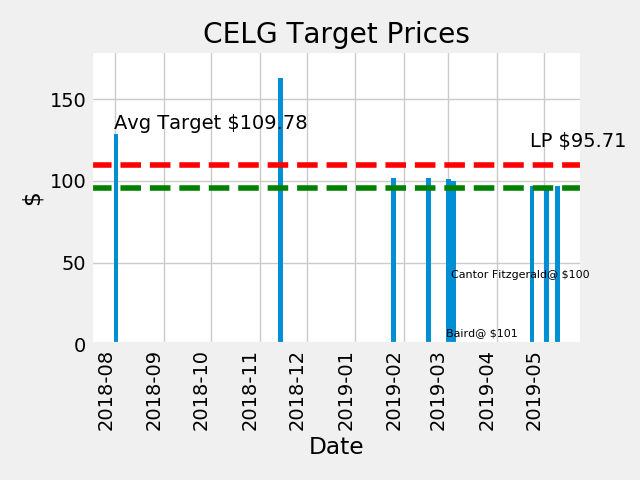 CELG Target Prices
150
100
50
0
$
Avg Target $109.78
LP $95.71
Cantor Fitzgerald@ $100
Baird@ $101
2018-08
2018-09
2018-10
2018-11
2018-12
2019-01
2019-02
2019-03
2019-04
2019-05
Date